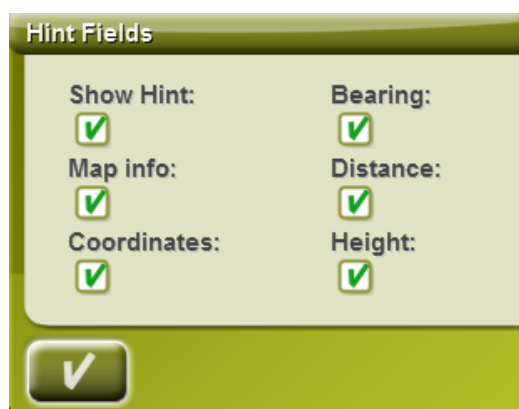 Hint Fields
Show Hint: Bearing:
Map info: Distance:
Coordinates: Height: